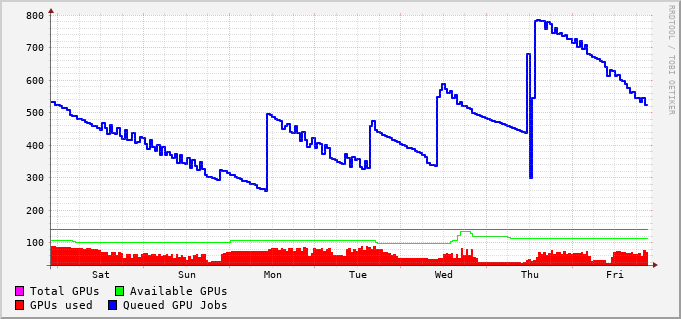 800
700
600
500
400
300
200
100
Sat Sun Mon Tue Wed Thu Fri
Total GPUs Available GPUs
GPUs used Queued GPU Jobs
RRDTOOL / TOBI OETIKER